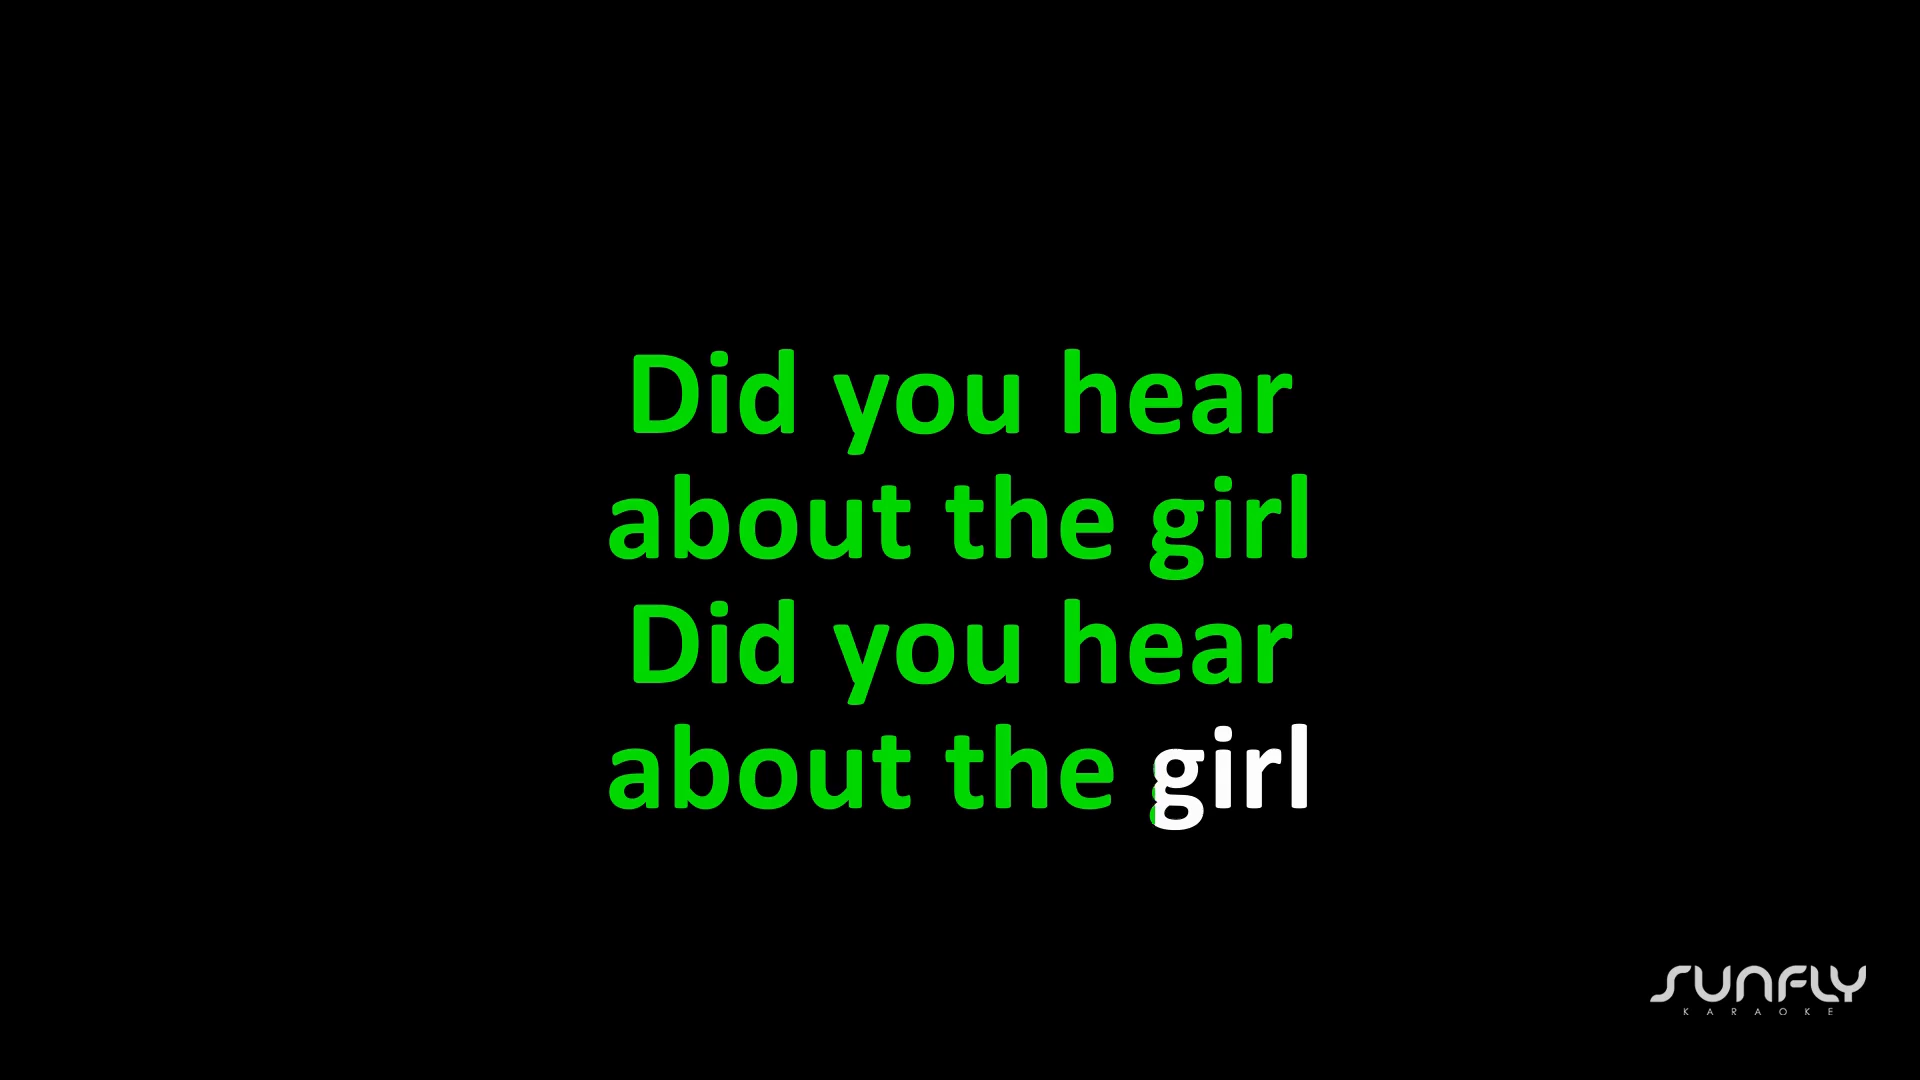 Did you hear
about the girl
Did you hear
about the girl
SUNFLY
KARAOKE